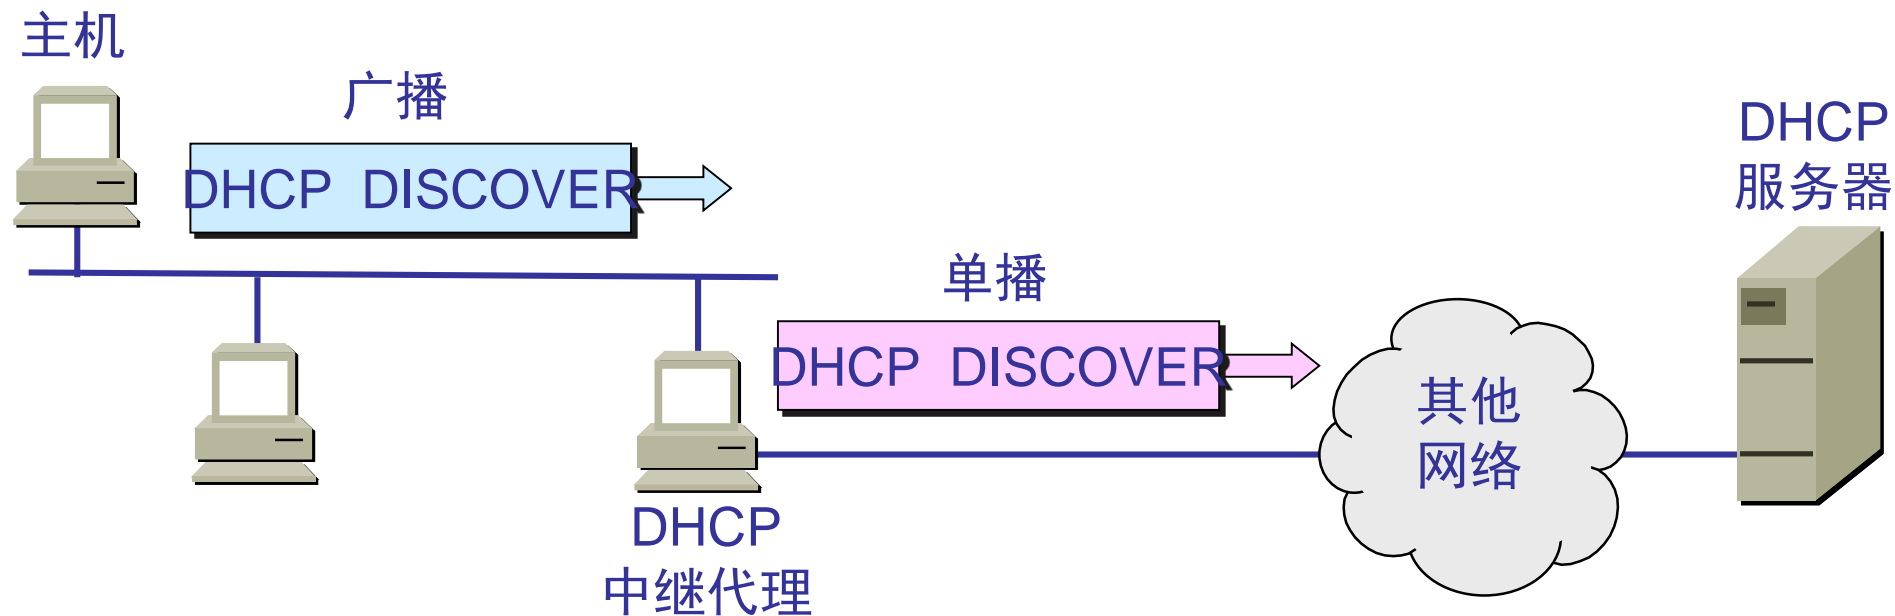 主机
广播
DHCP DISCOVER
DHCP
服务器
单播
DHCP DISCOVER
其他
网络
DHCP
中继代理